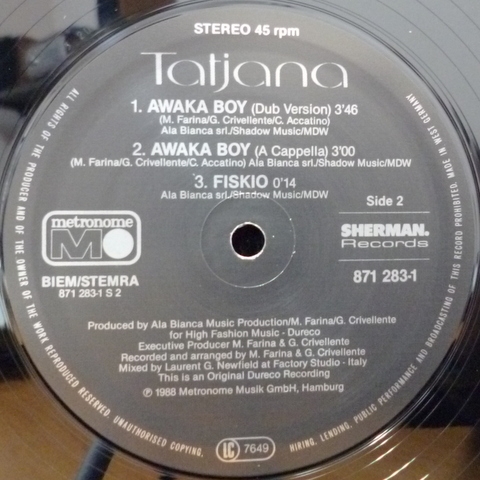 STEREO 45 rpm
Tatjana
1. AWAKA BOY (Dub Version) 3'46
(M. Farina/G. Crivellente/C. Accatino)
Ala Bianca srl./Shadow Music/MDW
2. AWAKA BOY (A Cappella) 3'00
(M. Farina/G. Crivellente/C. Accatino) Ala Bianca srl./Shadow Music/MDW
3. FISKIO 0'14
Ala Bianca srl./Shadow Music/MDW
Side 2
metronome
M
BIEM/STEMRA
871 283-1 S 2
SHERMAN.
Records
871 283-1
Produced by Ala Bianca Music Production/M. Farina/G. Crivellente
for High Fashion Music - Dureco
Executive Producer M. Farina & G. Crivellente
Recorded and arranged by M. Farina & G. Crivellente
Mixed by Laurent G. Newfield at Factory Studio - Italy
This is an Original Dureco Recording
℗ 1988 Metronome Musik GmbH, Hamburg
LC 7649
ALL RIGHTS OF THE PRODUCER AND OF THE OWNER OF THE WORK REPRODUCED RESERVED. UNAUTHORISED COPYING, HIRING, LENDING, PUBLIC PERFORMANCE AND BROADCASTING OF THIS RECORD PROHIBITED. MADE IN WEST GERMANY